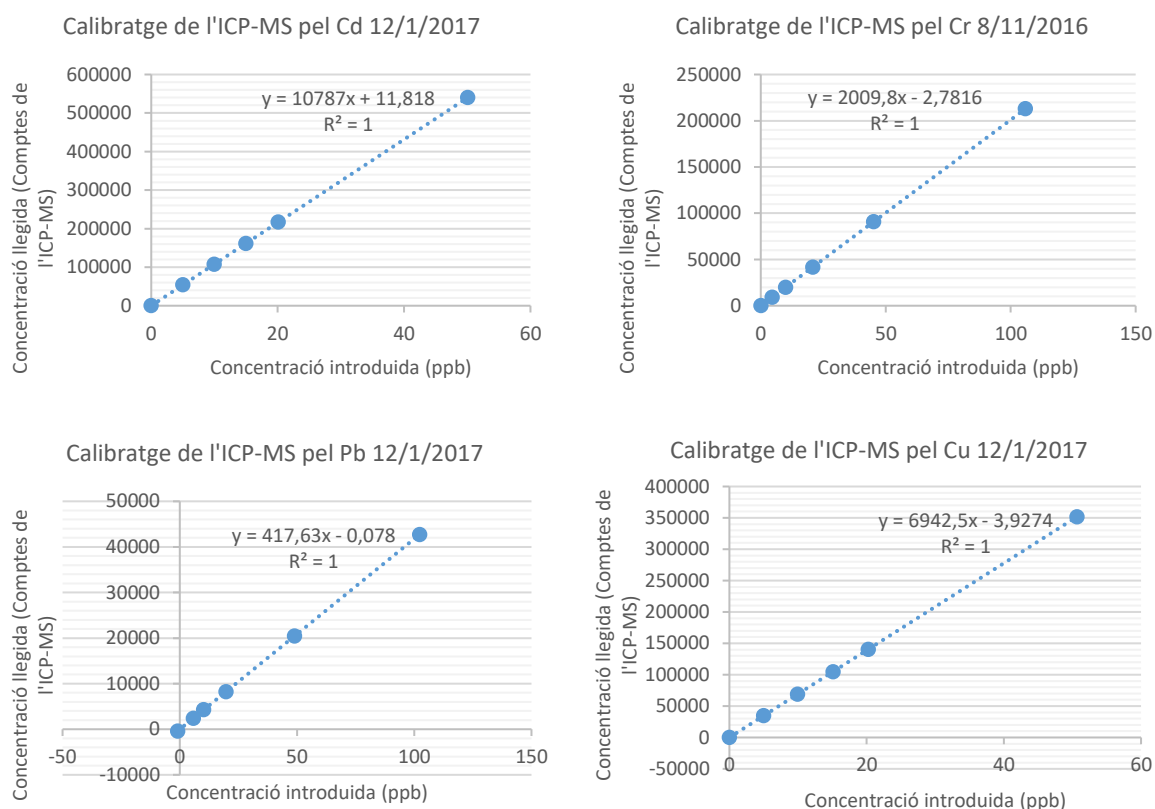 Calibratge de l'ICP-MS pel Cd 12/1/2017
Concentració llegida (Comptes de
l'ICP-MS)
600000
500000
400000
300000
200000
100000
0
y = 10787x + 11,818
R² = 1
0
20
40
60
Concentració introduida (ppb)
Calibratge de l'ICP-MS pel Cr 8/11/2016
Concentració llegida (Comptes de
l'ICP-MS)
250000
200000
150000
100000
50000
0
y = 2009,8x - 2,7816
R² = 1
0
50
100
150
Concentració introduida (ppb)
Calibratge de l'ICP-MS pel Pb 12/1/2017
Concentració llegida (Comptes de
l'ICP-MS)
50000
40000
30000
20000
10000
0
-10000
y = 417,63x - 0,078
R² = 1
-50
0
50
100
150
Concentració introduida (ppb)
Calibratge de l'ICP-MS pel Cu 12/1/2017
Concentració llegida (Comptes de
l'ICP-MS)
400000
350000
300000
250000
200000
150000
100000
50000
0
-50000
y = 6942,5x - 3,9274
R² = 1
0
20
40
60
Concentració introduida (ppb)